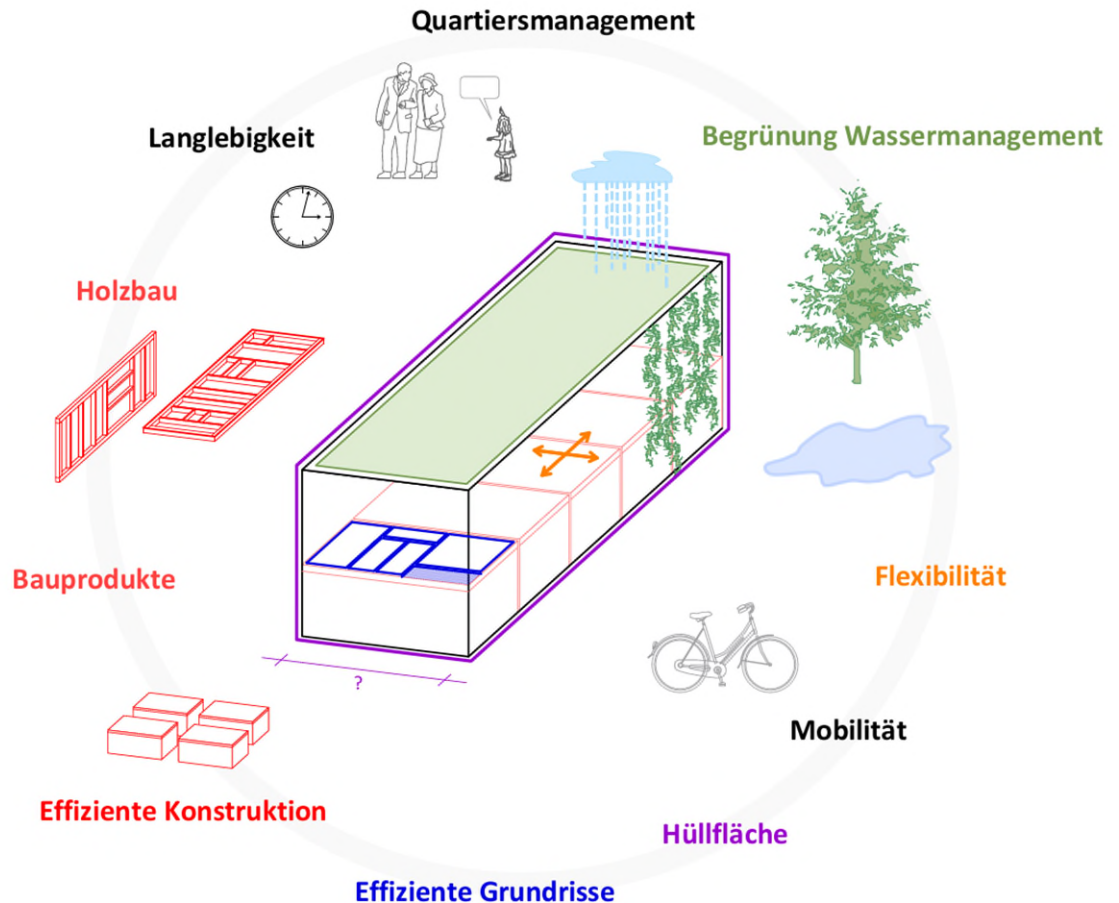 Quartiersmanagement
Langlebigkeit
Begrünung Wassermanagement
Holzbau
Bauprodukte
Flexibilität
?
Mobilität
Effiziente Konstruktion
Hüllfläche
Effiziente Grundrisse